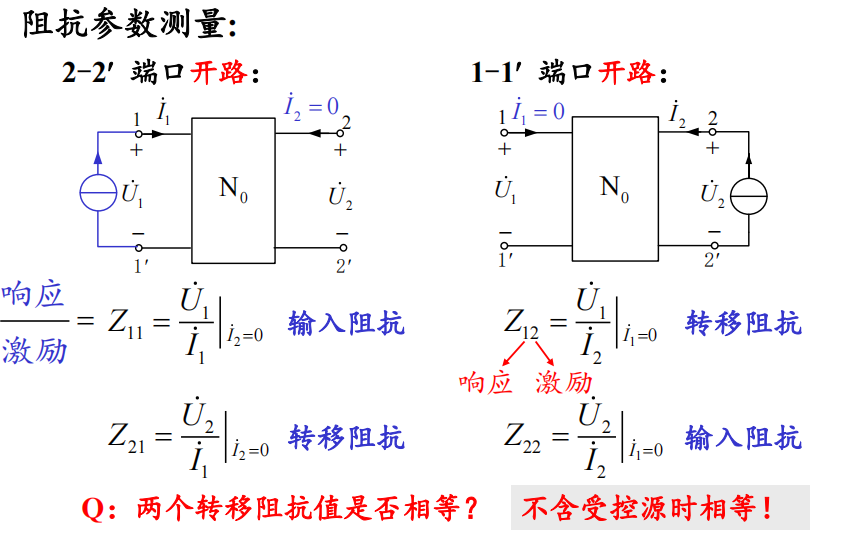 阻抗参数测量:
2-2′ 端口开路:
1 İ₁ İ₂ = 0 2
+ +
U̇₁ N₀ U̇₂
− −
1′ 2′
响应/激励 = Z₁₁ = U̇₁/İ₁ |İ₂=0 输入阻抗
Z₂₁ = U̇₂/İ₁ |İ₂=0 转移阻抗
1-1′ 端口开路:
1 İ₁ = 0 İ₂ 2
+ +
U̇₁ N₀ U̇₂
− −
1′ 2′
Z₁₂ = U̇₁/İ₂ |İ₁=0 转移阻抗
响应 激励
Z₂₂ = U̇₂/İ₂ |İ₁=0 输入阻抗
Q: 两个转移阻抗值是否相等? 不含受控源时相等!